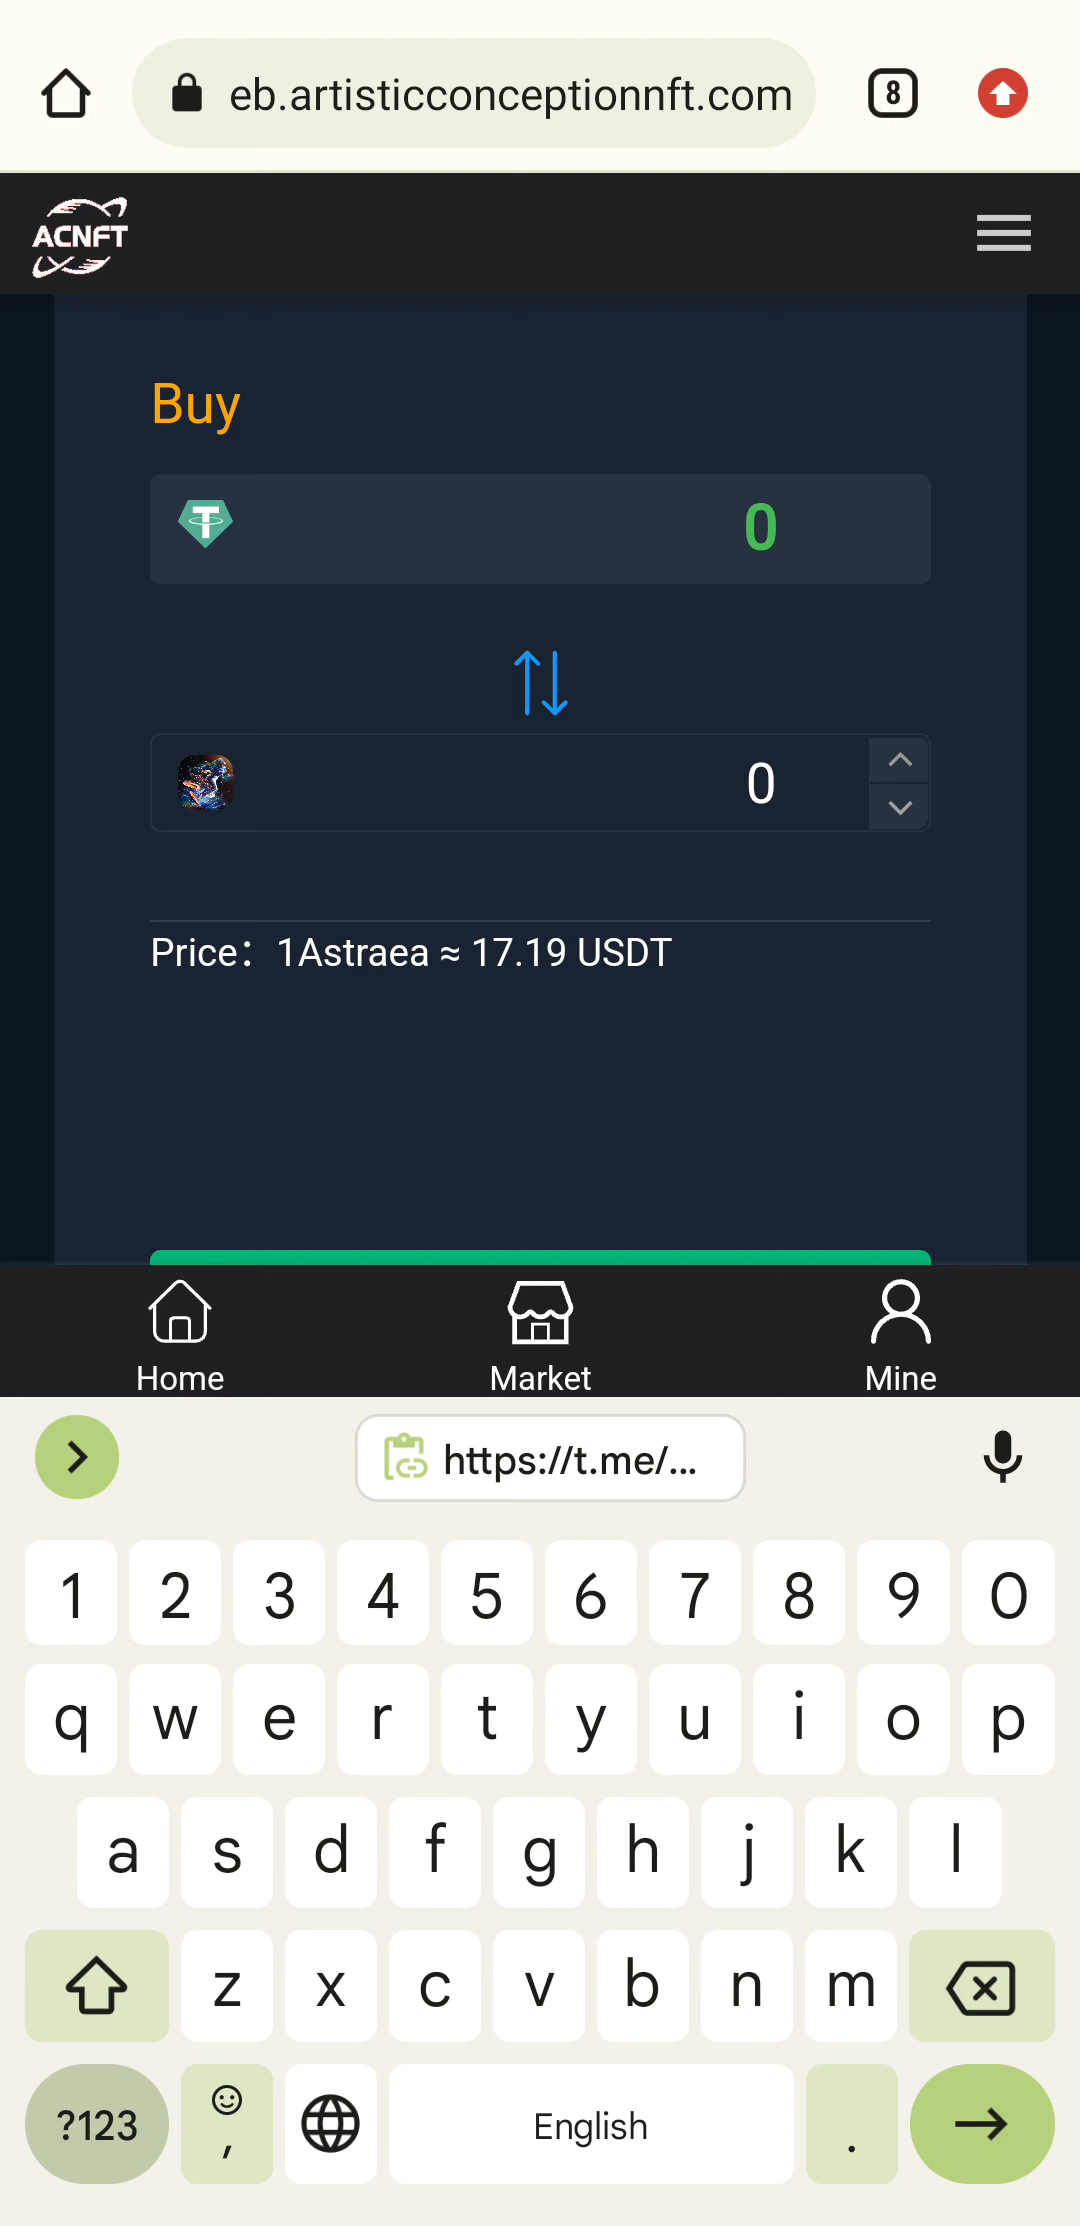 eb.artisticconceptionnft.com
8
ACNFT
Buy
0
0
Price：1Astraea ≈ 17.19 USDT
Home
Market
Mine
https://t.me/...
1 2 3 4 5 6 7 8 9 0
q w e r t y u i o p
a s d f g h j k l
z x c v b n m
?123 , English .